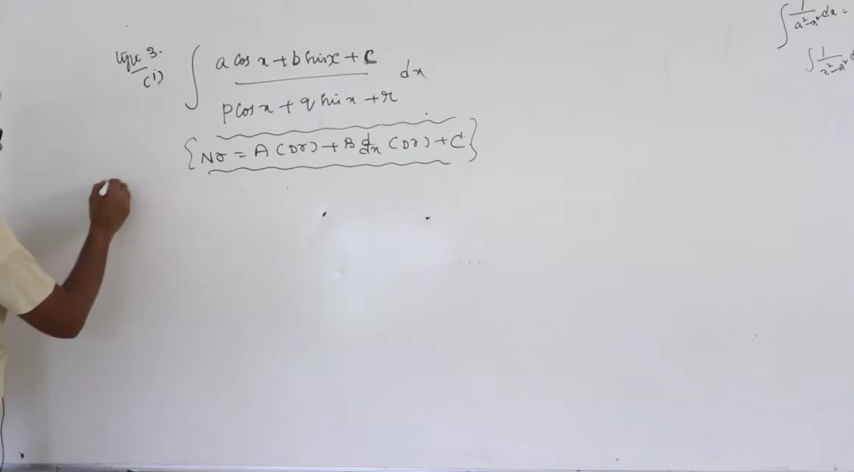 Type 3.
(i) ∫ a cos x + b sin x + C / p cos x + q sin x + r dx
{ Nr = A (Dr) + B d/dx (Dr) + C }
∫ 1/a²-x² dx =
∫ 1/x²-a² d